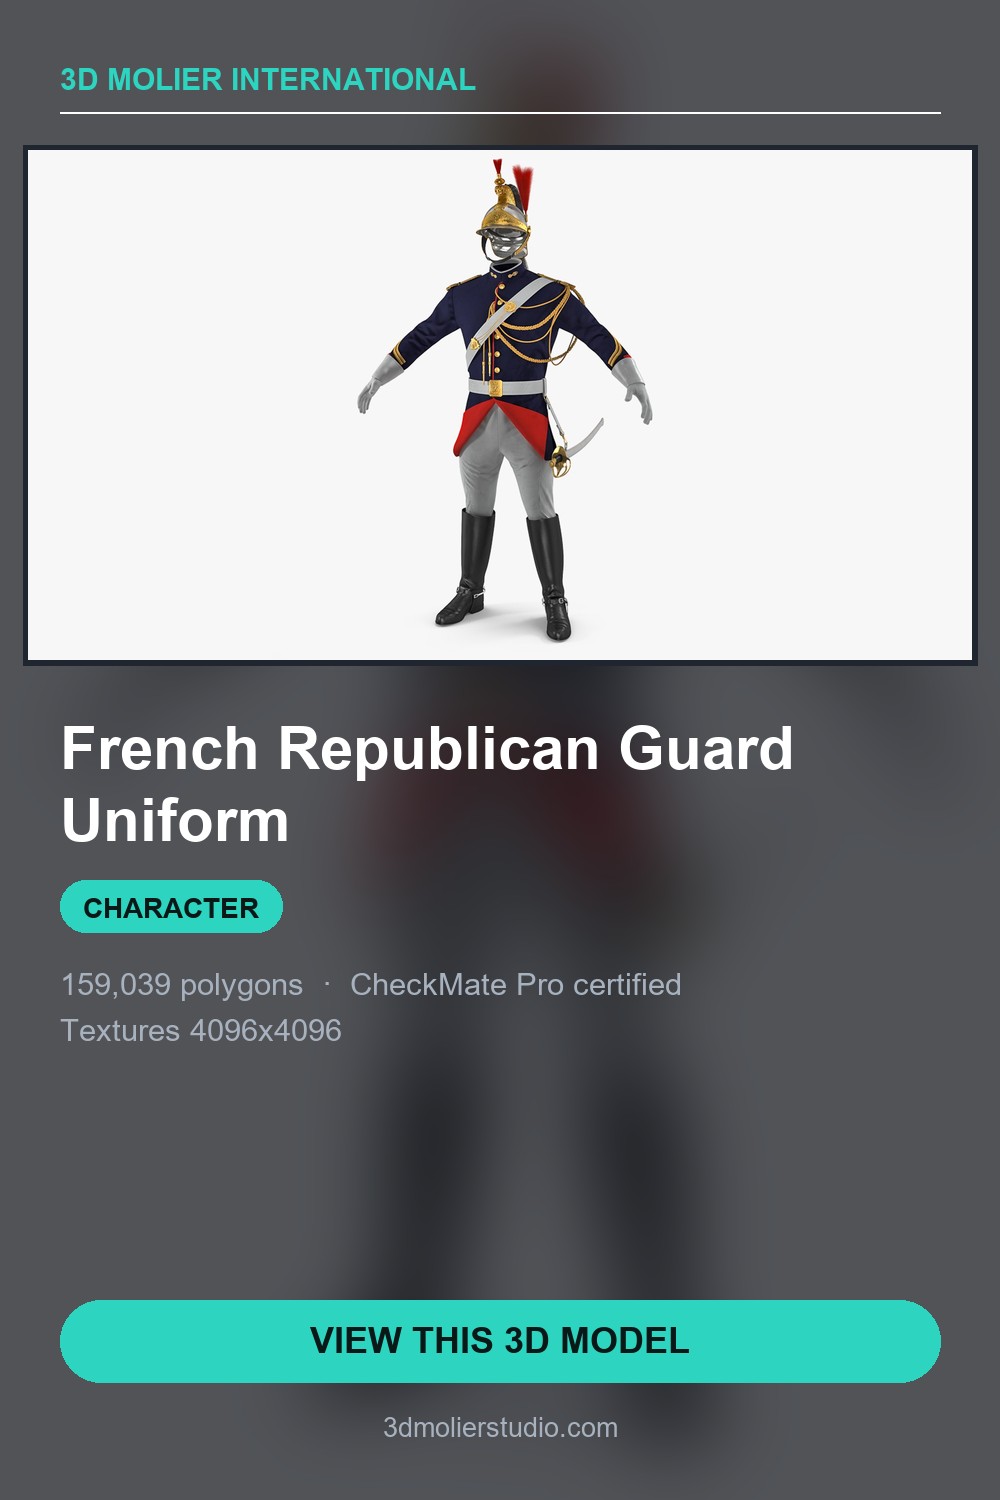 3D MOLIER INTERNATIONAL
French Republican Guard
Uniform
CHARACTER
159,039 polygons · CheckMate Pro certified
Textures 4096x4096
VIEW THIS 3D MODEL
3dmolierstudio.com